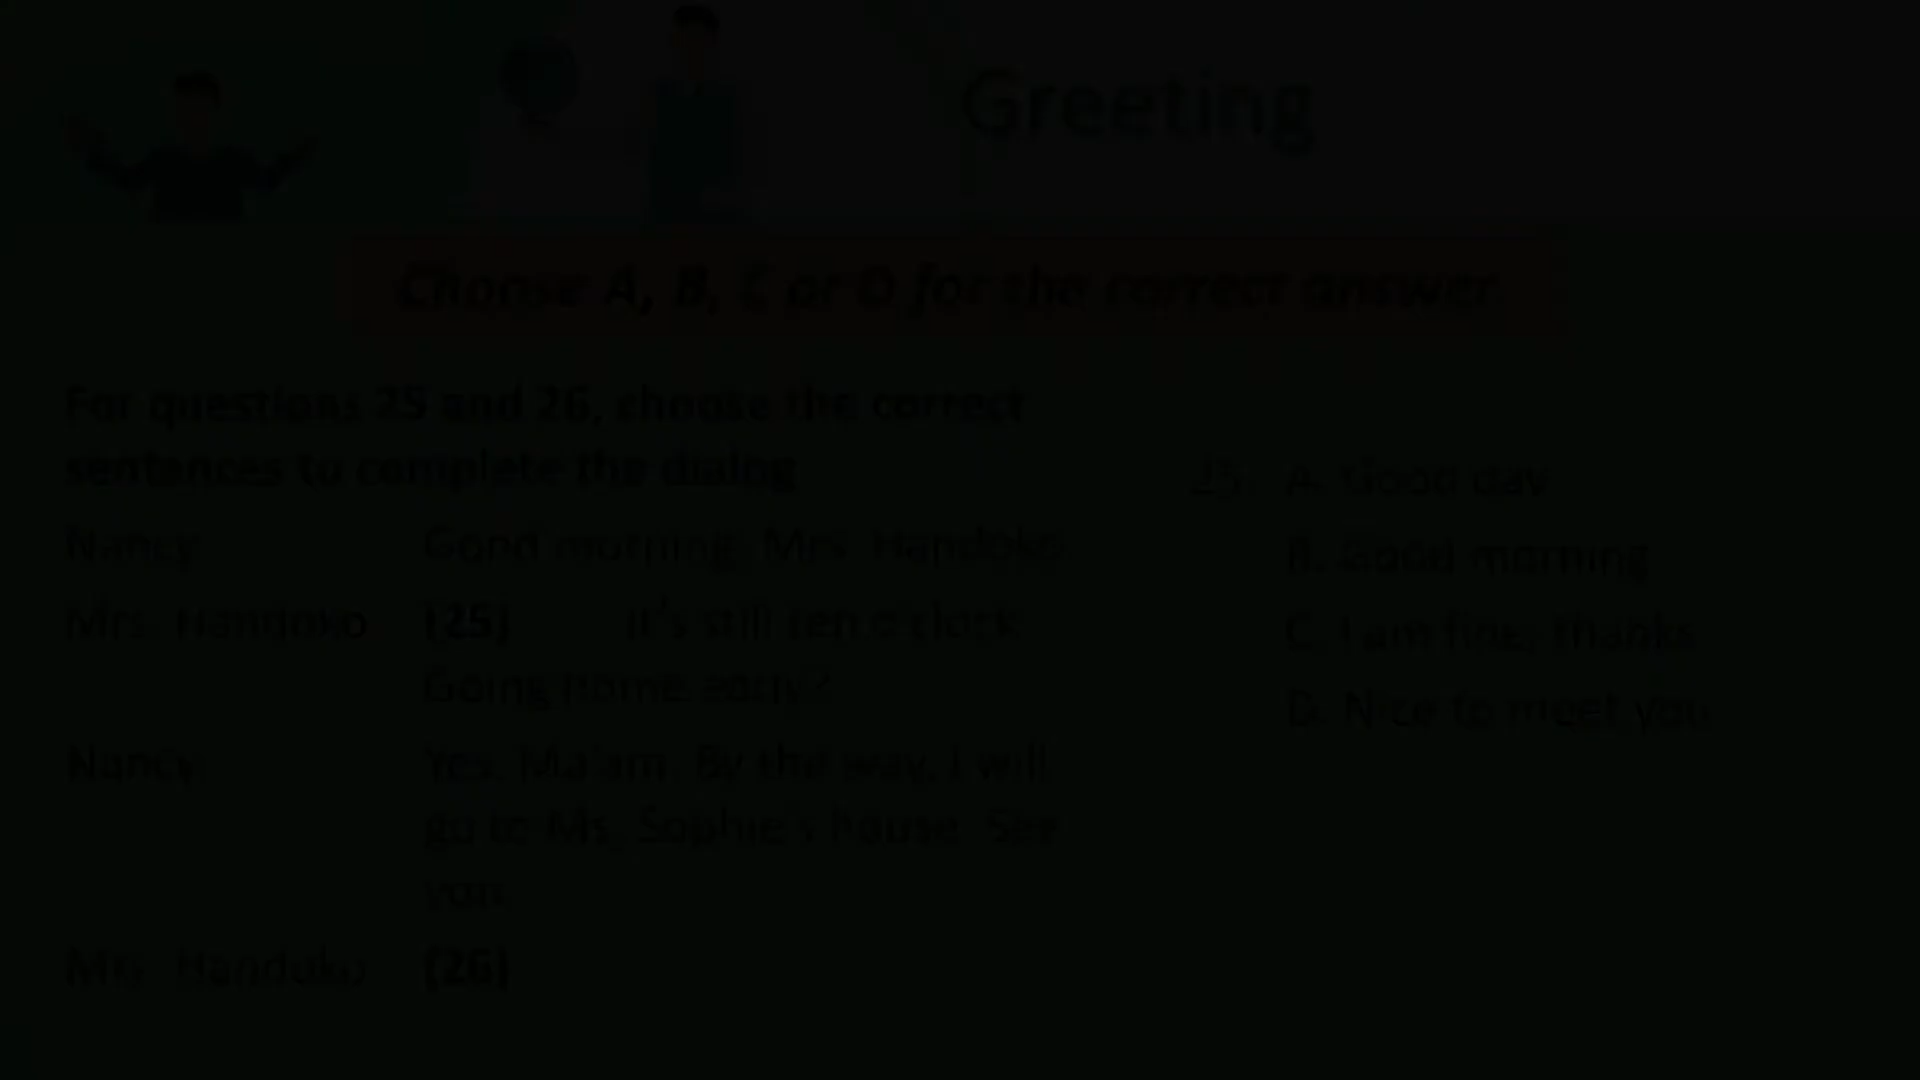 Greeting
Choose A, B, C or D for the correct answer
For questions 25 and 26, choose the correct
sentences to complete the dialog
Nancy Good morning, Mrs. Handoko.
Mrs. Handoko (25) It's still ten o'clock.
Going home early?
Nancy Yes, Ma'am. By the way, I will
go to Ms. Sophie's house. See
you.
Mrs. Handoko (26)
25. A. Good day
B. Good morning
C. I am fine, thanks
D. Nice to meet you